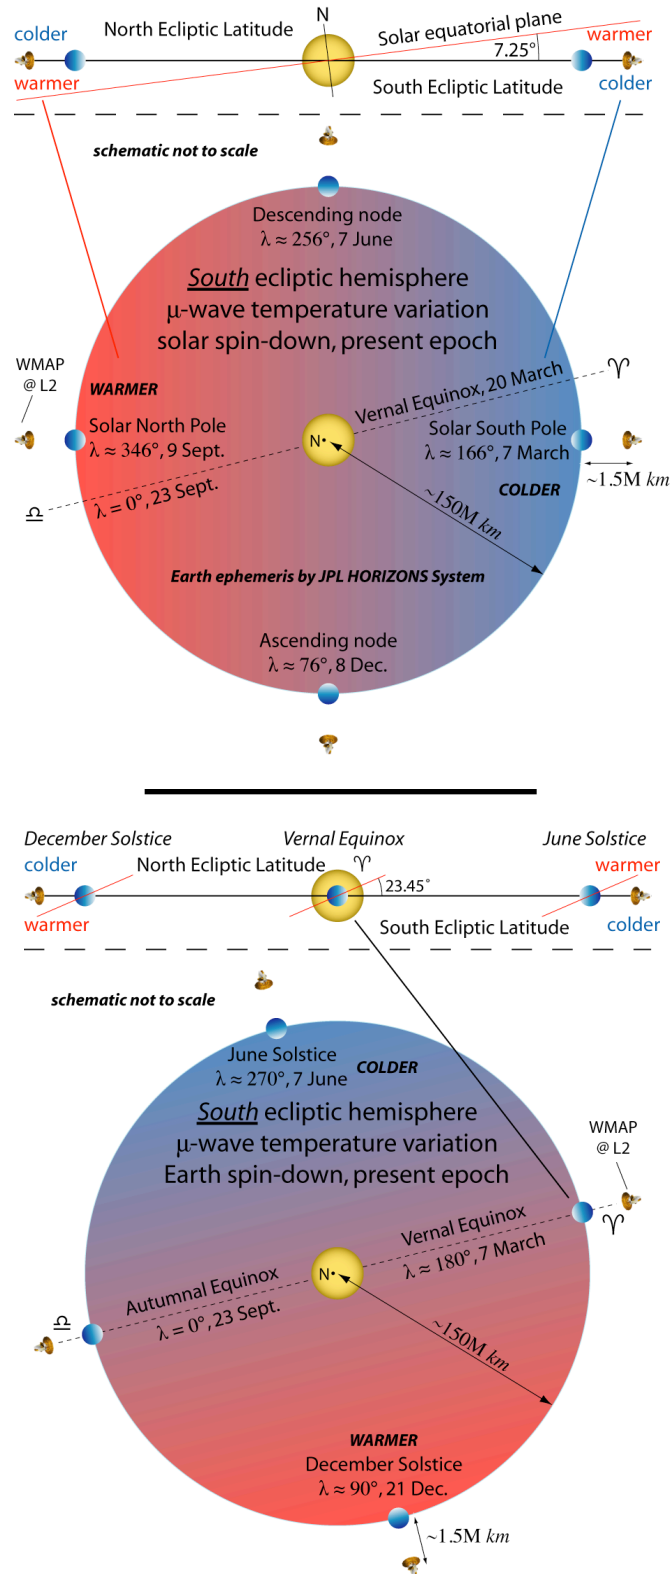 N
North Ecliptic Latitude
Solar equatorial plane
colder
warmer
7.25°
warmer
South Ecliptic Latitude
colder
schematic not to scale
Descending node
λ ≈ 256°, 7 June
South ecliptic hemisphere
μ-wave temperature variation
solar spin-down, present epoch
WMAP
@ L2
WARMER
Vernal Equinox, 20 March
♈
Solar North Pole
λ ≈ 346°, 9 Sept.
N
Solar South Pole
λ ≈ 166°, 7
March
~1.5M km
COLDER
λ = 0°, 23 Sept.
♎
~150M km
Earth ephemeris by JPL HORIZONS System
Ascending node
λ ≈ 76°, 8 Dec.
December Solstice
Vernal Equinox
June Solstice
colder
North Ecliptic Latitude
♈
warmer
23.45°
warmer
South Ecliptic Latitude
colder
schematic not to scale
June Solstice
λ ≈ 270°, 7 June
COLDER
South ecliptic hemisphere
μ-wave temperature variation
Earth spin-down, present epoch
WMAP
@ L2
Vernal Equinox
λ ≈ 180°, 7 March
♈
N
Autumnal Equinox
λ = 0°, 23 Sept.
♎
~150M km
WARMER
December Solstice
λ ≈ 90°, 21 Dec.
~1.5M km